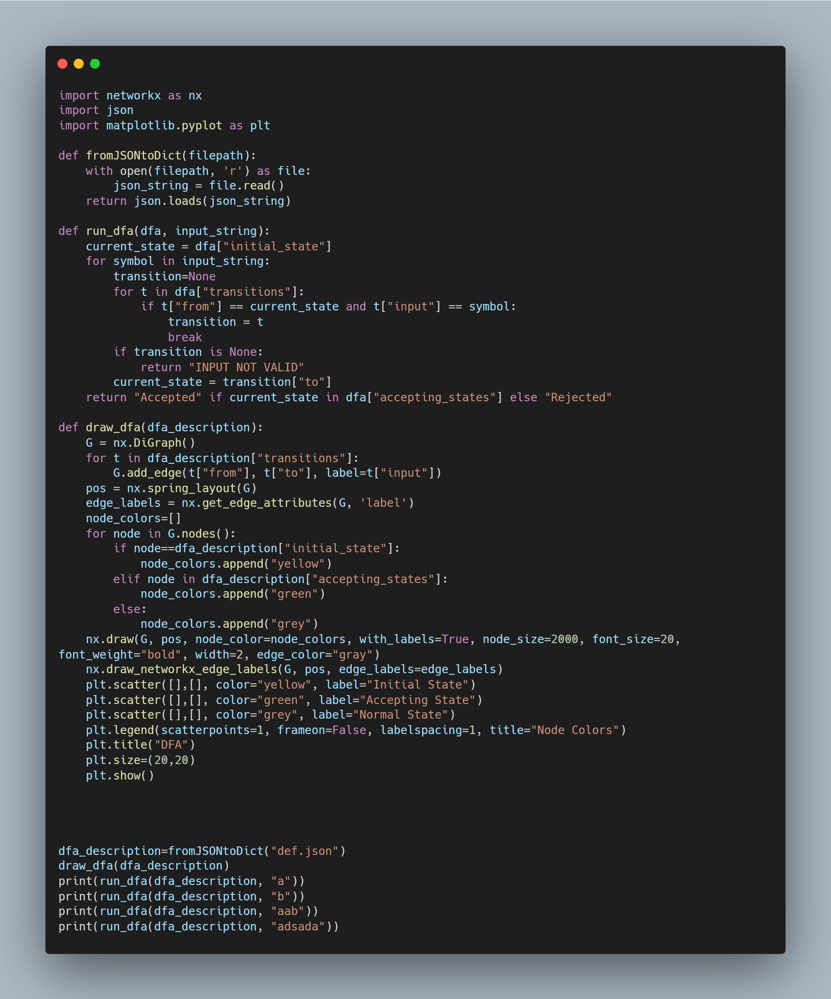 import networkx as nx
import json
import matplotlib.pyplot as plt

def fromJSONtoDict(filepath):
    with open(filepath, 'r') as file:
        json_string = file.read()
    return json.loads(json_string)

def run_dfa(dfa, input_string):
    current_state = dfa["initial_state"]
    for symbol in input_string:
        transition=None
        for t in dfa["transitions"]:
            if t["from"] == current_state and t["input"] == symbol:
                transition = t
                break
        if transition is None:
            return "INPUT NOT VALID"
        current_state = transition["to"]
    return "Accepted" if current_state in dfa["accepting_states"] else "Rejected"

def draw_dfa(dfa_description):
    G = nx.DiGraph()
    for t in dfa_description["transitions"]:
        G.add_edge(t["from"], t["to"], label=t["input"])
    pos = nx.spring_layout(G)
    edge_labels = nx.get_edge_attributes(G, 'label')
    node_colors=[]
    for node in G.nodes():
        if node==dfa_description["initial_state"]:
            node_colors.append("yellow")
        elif node in dfa_description["accepting_states"]:
            node_colors.append("green")
        else:
            node_colors.append("grey")
    nx.draw(G, pos, node_color=node_colors, with_labels=True, node_size=2000, font_size=20,
font_weight="bold", width=2, edge_color="gray")
    nx.draw_networkx_edge_labels(G, pos, edge_labels=edge_labels)
    plt.scatter([],[], color="yellow", label="Initial State")
    plt.scatter([],[], color="green", label="Accepting State")
    plt.scatter([],[], color="grey", label="Normal State")
    plt.legend(scatterpoints=1, frameon=False, labelspacing=1, title="Node Colors")
    plt.title("DFA")
    plt.size=(20,20)
    plt.show()

dfa_description=fromJSONtoDict("def.json")
draw_dfa(dfa_description)
print(run_dfa(dfa_description, "a"))
print(run_dfa(dfa_description, "b"))
print(run_dfa(dfa_description, "aab"))
print(run_dfa(dfa_description, "adsada"))